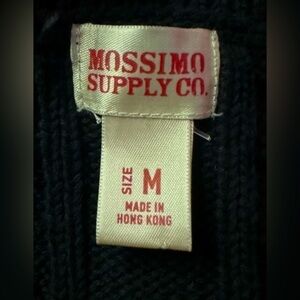 MOSSIMO
SUPPLY CO.
SIZE M
MADE IN
HONG KONG